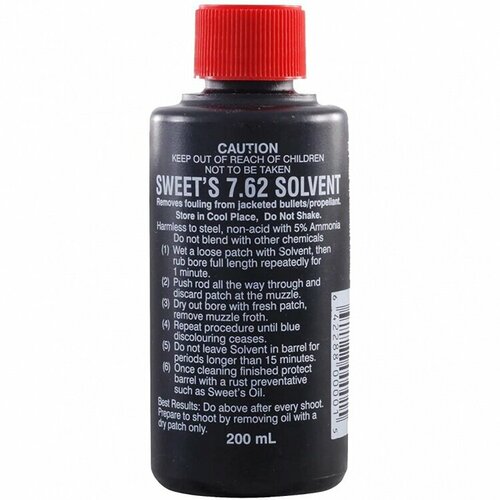 CAUTION
KEEP OUT OF REACH OF CHILDREN
NOT TO BE TAKEN
SWEET'S 7.62 SOLVENT
Removes fouling from jacketed bullets/propellant.
Store in Cool Place, Do Not Shake.
Harmless to steel, non-acid with 5% Ammonia
Do not blend with other chemicals
(1) Wet a loose patch with Solvent, then
rub bore full length repeatedly for
1 minute.
(2) Push rod all the way through and
discard patch at the muzzle.
(3) Dry out bore with fresh patch,
remove muzzle froth.
(4) Repeat procedure until blue
discolouring ceases.
(5) Do not leave Solvent in barrel for
periods longer than 15 minutes.
(6) Once cleaning finished protect
barrel with a rust preventative
such as Sweet's Oil.
Best Results: Do above after every shoot.
Prepare to shoot by removing oil with a
dry patch only.
200 mL